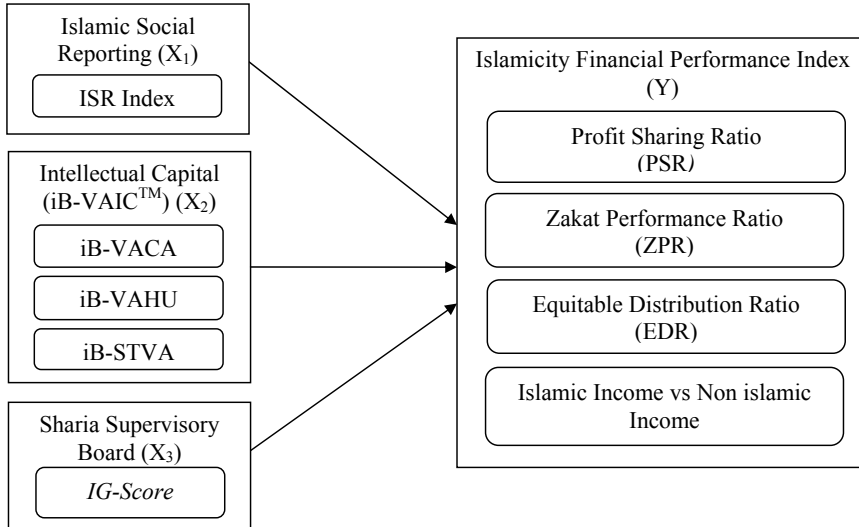 Islamic Social
Reporting (X₁)
ISR Index
Intellectual Capital
(iB-VAIC™) (X₂)
iB-VACA
iB-VAHU
iB-STVA
Sharia Supervisory
Board (X₃)
IG-Score
Islamicity Financial Performance Index
(Y)
Profit Sharing Ratio
(PSR)
Zakat Performance Ratio
(ZPR)
Equitable Distribution Ratio
(EDR)
Islamic Income vs Non islamic
Income